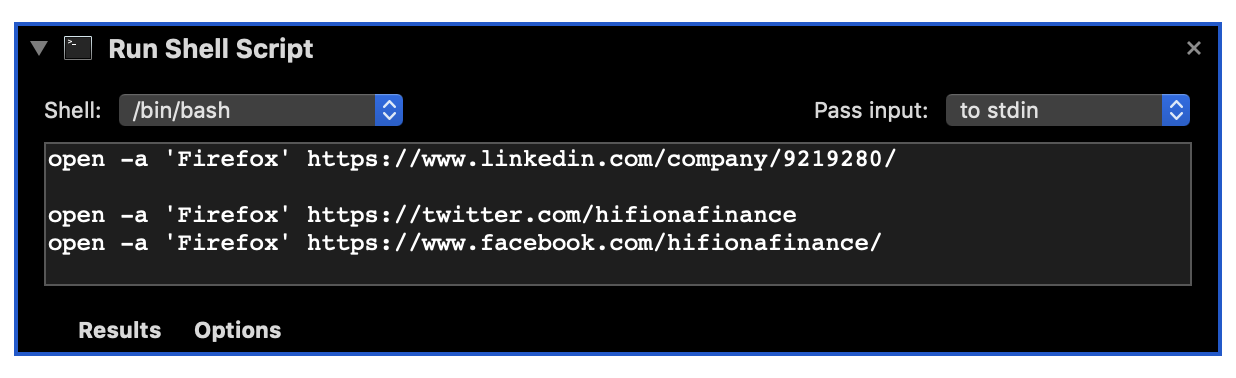 Run Shell Script
Shell: /bin/bash Pass input: to stdin
open -a 'Firefox' https://www.linkedin.com/company/9219280/
open -a 'Firefox' https://twitter.com/hifionafinance
open -a 'Firefox' https://www.facebook.com/hifionafinance/
Results Options